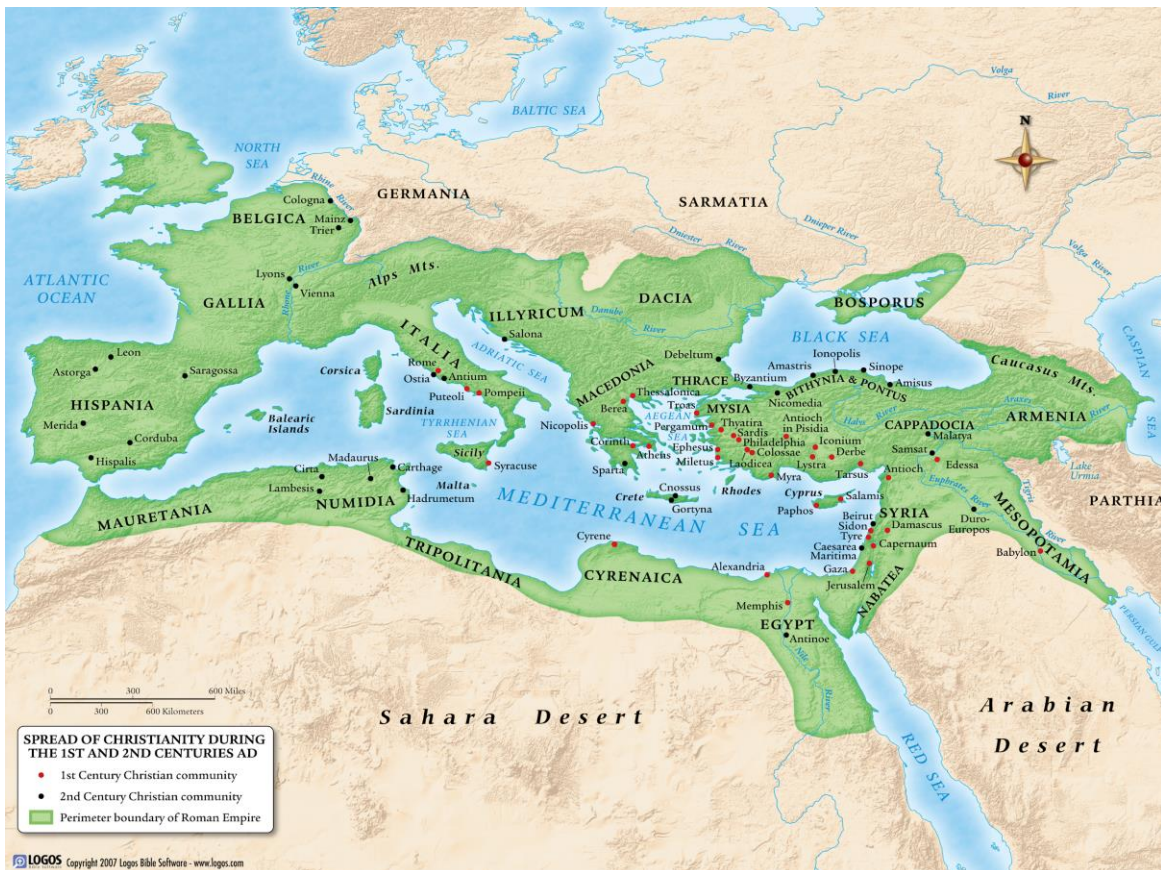 N
Volga
River
BALTIC SEA
NORTH
SEA
Rhine
River
GERMANIA
SARMATIA
Cologna
BELGICA
Mainz
Trier
Dniester
River
Dnieper River
Volga
River
ATLANTIC
OCEAN
Lyons
River
Vienna
Rhone
GALLIA
Alps Mts.
DACIA
BOSPORUS
ILLYRICUM
Danube
River
Salona
BLACK SEA
CASPIAN
SEA
ITALIA
ADRIATIC SEA
Leon
Astorga
Saragossa
Corsica
Rome
Ostia
Antium
Puteoli
Pompeii
Debeltum
Ionopolis
Amastris
Sinope
Amisus
Caucasus Mts.
HISPANIA
Balearic
Islands
Sardinia
TYRRHENIAN
SEA
MACEDONIA
Thessalonica
Berea
THRACE
Byzantium
Nicomedia
BITHYNIA & PONTUS
Merida
Corduba
Hispalis
Nicopolis
Troas
AEGEAN
SEA
MYSIA
Pergamum
Thyatira
Sardis
Philadelphia
Antioch
in Pisidia
Halys
River
CAPPADOCIA
Malatya
Araxes
River
ARMENIA
Corinth
Athens
Sparta
Ephesus
Miletus
Laodicea
Colossae
Iconium
Derbe
Lystra
Tarsus
Samsat
Edessa
Antioch
Lake
Urmia
PARTHIA
Sicily
Syracuse
Malta
Madaurus
Cirta
Lambesis
Carthage
NUMIDIA
Hadrumetum
MAURETANIA
Cnossus
Crete
Gortyna
Rhodes
Myra
Cyprus
Paphos
Salamis
MEDITERRANEAN SEA
SYRIA
Euphrates
River
Tigris
River
Dura-
Europos
MESOPOTAMIA
Babylon
Beirut
Sidon
Tyre
Damascus
Caesarea
Maritima
Capernaum
Gaza
Jerusalem
NABATEA
TRIPOLITANIA
Cyrene
CYRENAICA
Alexandria
Memphis
EGYPT
Antinoe
Nile
River
PERSIAN GULF
Sahara Desert
Arabian
Desert
RED SEA
0 300 600 Miles
0 300 600 Kilometers
SPREAD OF CHRISTIANITY DURING
THE 1ST AND 2ND CENTURIES AD
1st Century Christian community
2nd Century Christian community
Perimeter boundary of Roman Empire
LOGOS Copyright 2007 Logos Bible Software - www.logos.com